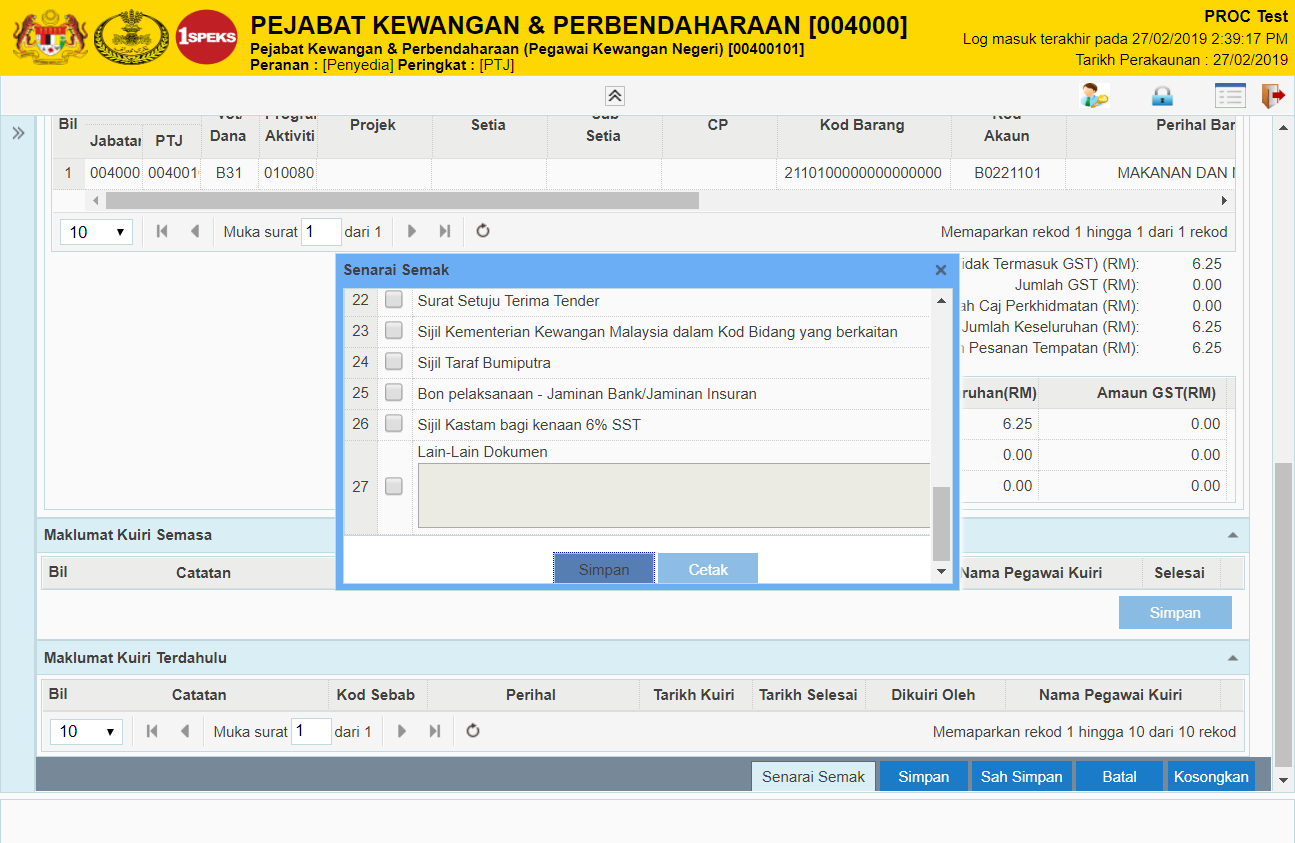 1SPEKS
PEJABAT KEWANGAN & PERBENDAHARAAN [004000]
Pejabat Kewangan & Perbendaharaan (Pegawai Kewangan Negeri) [00400101]
Peranan : [Penyedia] Peringkat : [PTJ]
PROC Test
Log masuk terakhir pada 27/02/2019 2:39:17 PM
Tarikh Perakaunan : 27/02/2019
Bil Jabatan PTJ Dana Aktiviti Projek Setia Sub Setia CP Kod Barang Kod Akaun Perihal Bar
1 004000 004001 B31 010080 2110100000000000000 B0221101 MAKANAN DAN
10 Muka surat 1 dari 1 Memaparkan rekod 1 hingga 1 dari 1 rekod
idak Termasuk GST) (RM): 6.25
Jumlah GST (RM): 0.00
ah Caj Perkhidmatan (RM): 0.00
Jumlah Keseluruhan (RM): 6.25
Pesanan Tempatan (RM): 6.25
ruhan(RM) Amaun GST(RM)
6.25 0.00
0.00 0.00
0.00 0.00
Senarai Semak
22 Surat Setuju Terima Tender
23 Sijil Kementerian Kewangan Malaysia dalam Kod Bidang yang berkaitan
24 Sijil Taraf Bumiputra
25 Bon pelaksanaan - Jaminan Bank/Jaminan Insuran
26 Sijil Kastam bagi kenaan 6% SST
27 Lain-Lain Dokumen
Simpan Cetak
Maklumat Kuiri Semasa
Bil Catatan Nama Pegawai Kuiri Selesai
Simpan
Maklumat Kuiri Terdahulu
Bil Catatan Kod Sebab Perihal Tarikh Kuiri Tarikh Selesai Dikuiri Oleh Nama Pegawai Kuiri
10 Muka surat 1 dari 1 Memaparkan rekod 1 hingga 10 dari 10 rekod
Senarai Semak Simpan Sah Simpan Batal Kosongkan